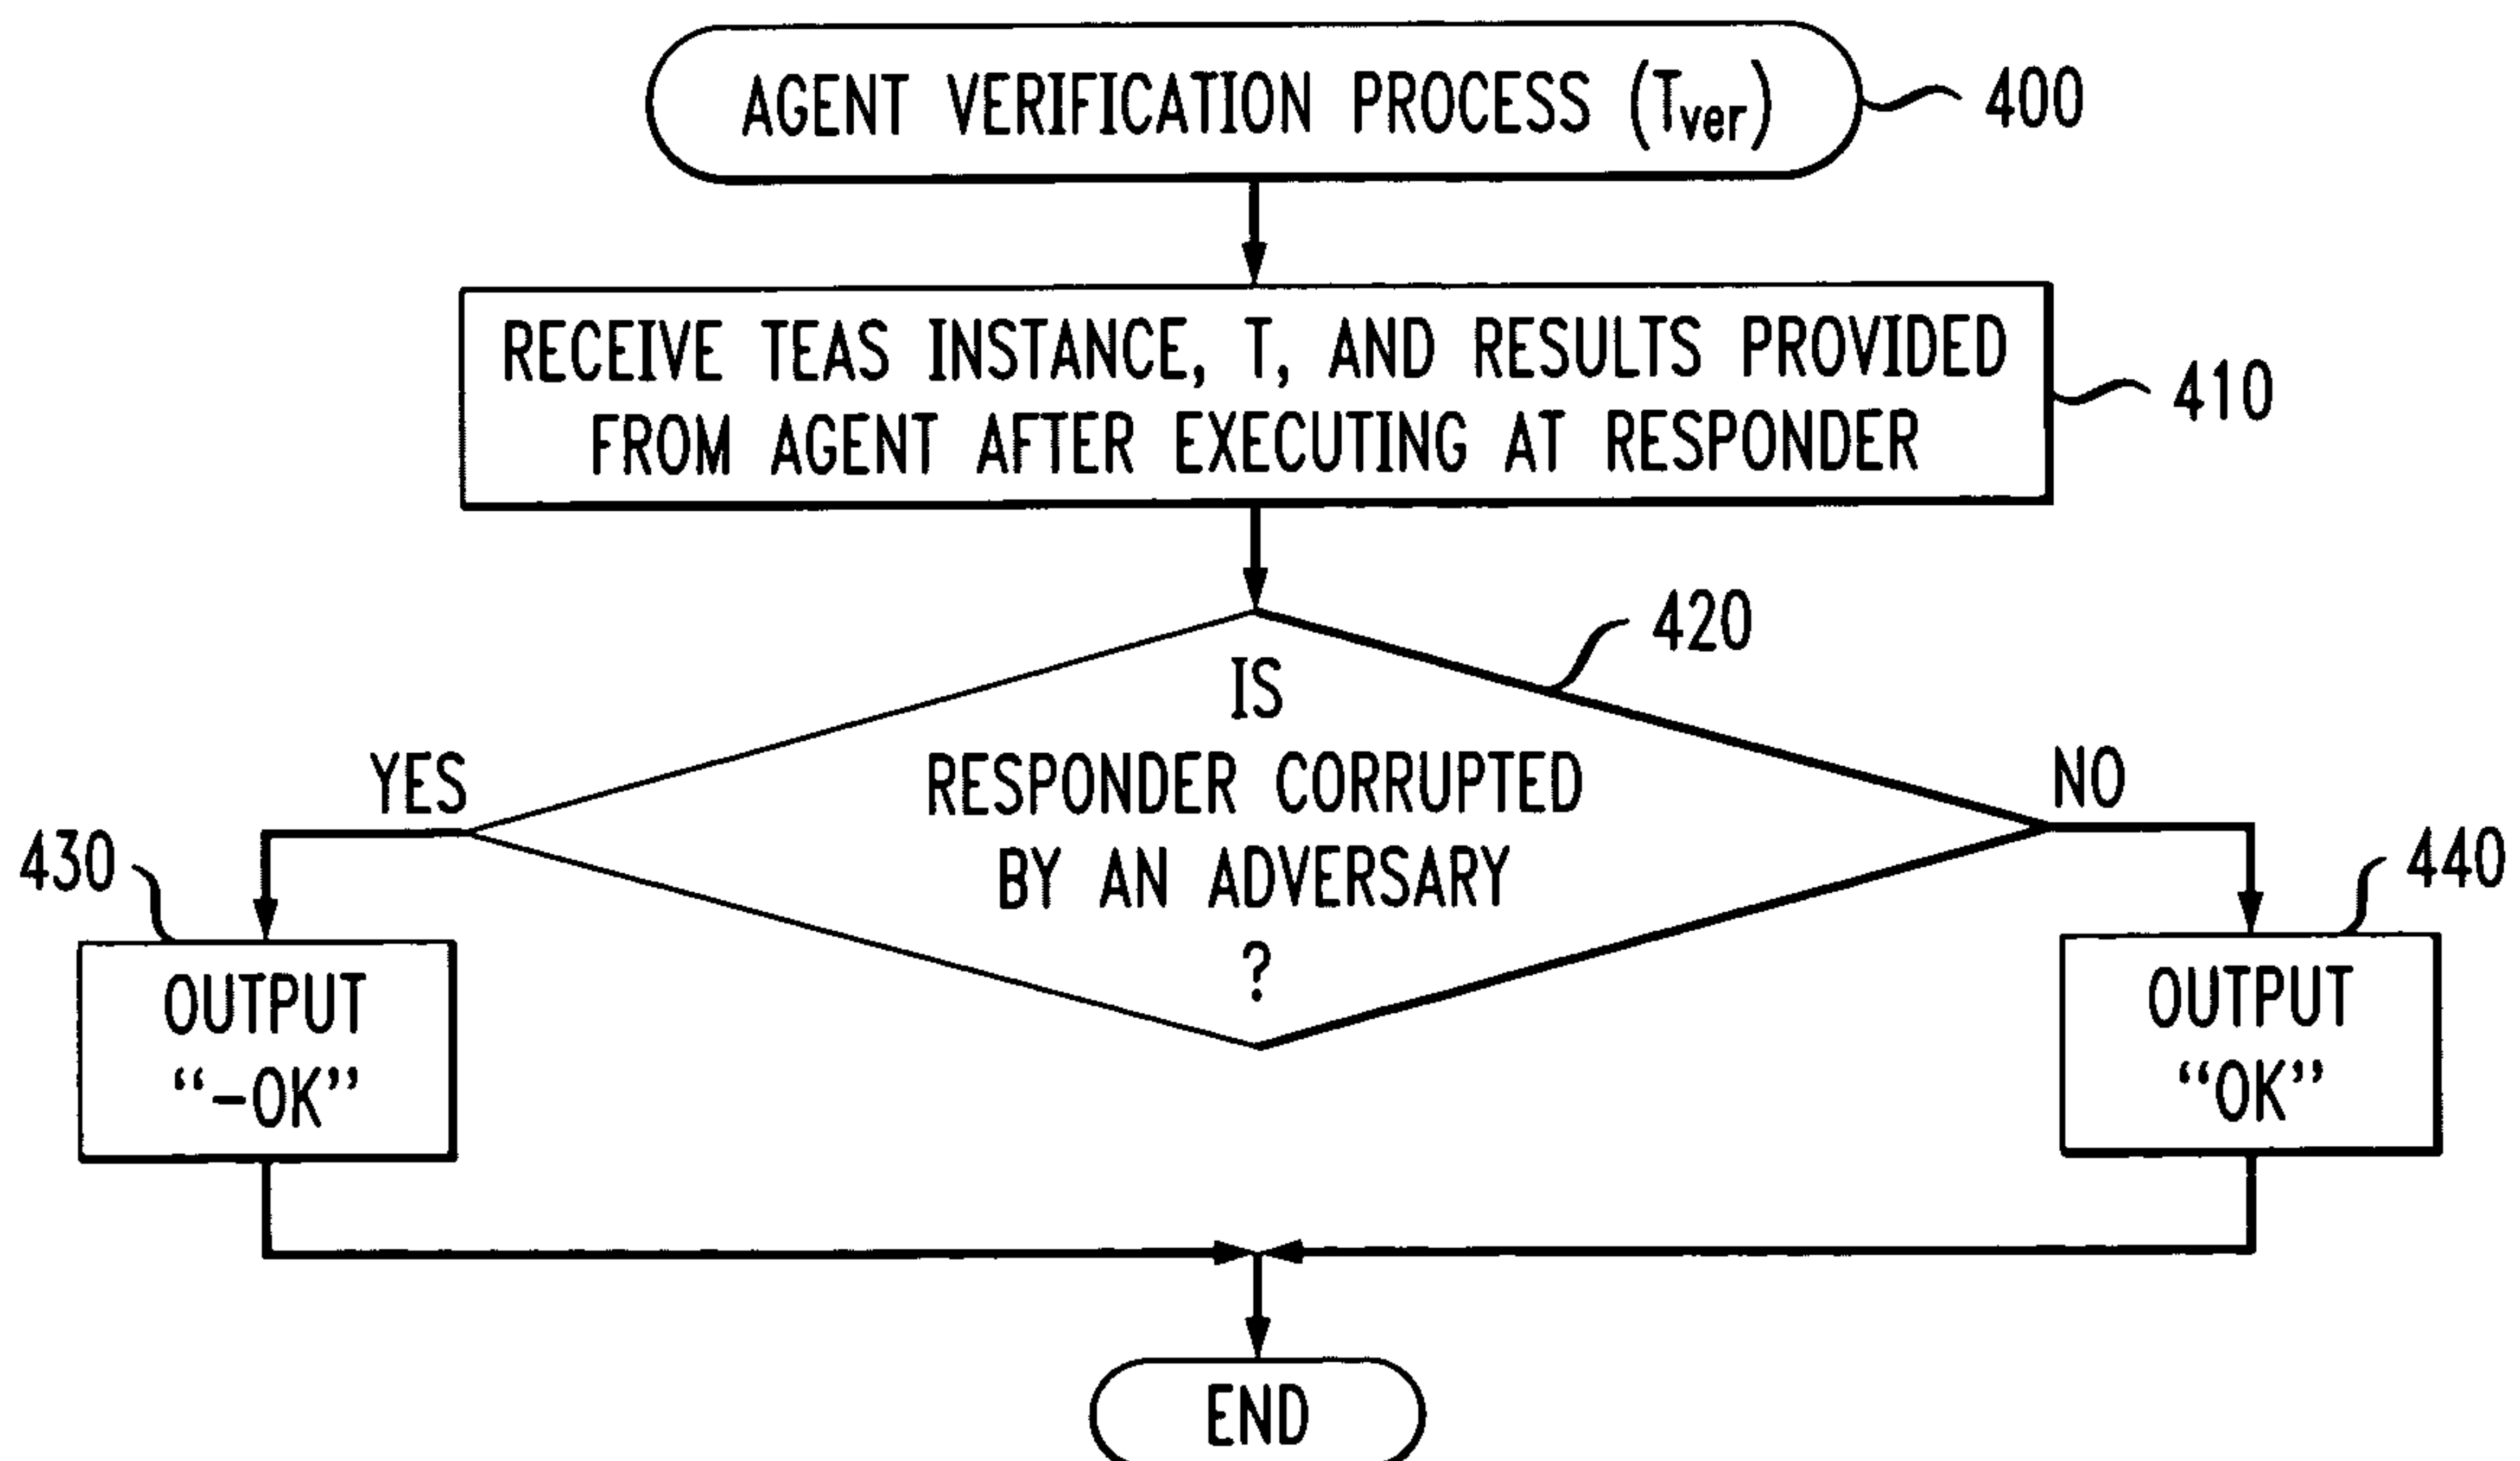 AGENT VERIFICATION PROCESS (Tver)
400
RECEIVE TEAS INSTANCE, T, AND RESULTS PROVIDED
FROM AGENT AFTER EXECUTING AT RESPONDER
410
420
IS
RESPONDER CORRUPTED
BY AN ADVERSARY
?
YES
NO
430
440
OUTPUT
“–OK”
OUTPUT
“OK”
END